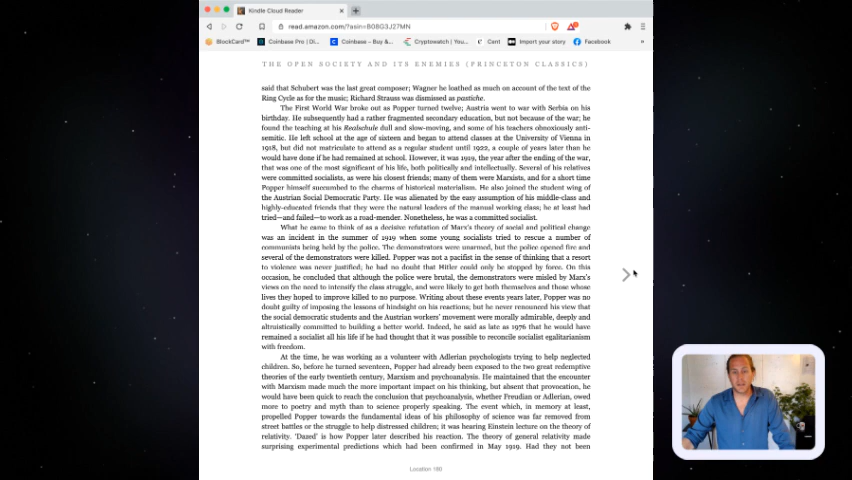 Kindle Cloud Reader
read.amazon.com/?asin=B08G3J27MN
BlockCard™
Coinbase Pro | Di...
Coinbase – Buy &...
Cryptowatch | You...
Cent
Import your story
Facebook
THE OPEN SOCIETY AND ITS ENEMIES (PRINCETON CLASSICS)
said that Schubert was the last great composer; Wagner he loathed as much on account of the text of the
Ring Cycle as for the music; Richard Strauss was dismissed as pastiche.
The First World War broke out as Popper turned twelve; Austria went to war with Serbia on his
birthday. He subsequently had a rather fragmented secondary education, but not because of the war; he
found the teaching at his Realschule dull and slow-moving, and some of his teachers obnoxiously anti-
semitic. He left school at the age of sixteen and began to attend classes at the University of Vienna in
1918, but did not matriculate to attend as a regular student until 1922, a couple of years later than he
would have done if he had remained at school. However, it was 1919, the year after the ending of the war,
that was one of the most significant of his life, both politically and intellectually. Several of his relatives
were committed socialists, as were his closest friends; many of them were Marxists, and for a short time
Popper himself succumbed to the charms of historical materialism. He also joined the student wing of
the Austrian Social Democratic Party. He was alienated by the easy assumption of his middle-class and
highly-educated friends that they were the natural leaders of the manual working class; he at least had
tried—and failed—to work as a road-mender. Nonetheless, he was a committed socialist.
What he came to think of as a decisive refutation of Marx's theory of social and political change
was an incident in the summer of 1919 when some young socialists tried to rescue a number of
communists being held by the police. The demonstrators were unarmed, but the police opened fire and
several of the demonstrators were killed. Popper was not a pacifist in the sense of thinking that a resort
to violence was never justified; he had no doubt that Hitler could only be stopped by force. On this
occasion, he concluded that although the police were brutal, the demonstrators were misled by Marx's
views on the need to intensify the class struggle, and were likely to get both themselves and those whose
lives they hoped to improve killed to no purpose. Writing about these events years later, Popper was no
doubt guilty of imposing the lessons of hindsight on his reactions; but he never renounced his view that
the social democratic students and the Austrian workers' movement were morally admirable, deeply and
altruistically committed to building a better world. Indeed, he said as late as 1976 that he would have
remained a socialist all his life if he had thought that it was possible to reconcile socialist egalitarianism
with freedom.
At the time, he was working as a volunteer with Adlerian psychologists trying to help neglected
children. So, before he turned seventeen, Popper had already been exposed to the two great redemptive
theories of the early twentieth century, Marxism and psychoanalysis. He maintained that the encounter
with Marxism made much the more important impact on his thinking, but absent that provocation, he
would have been quick to reach the conclusion that psychoanalysis, whether Freudian or Adlerian, owed
more to poetry and myth than to science properly speaking. The event which, in memory at least,
propelled Popper towards the fundamental ideas of his philosophy of science was far removed from
street battles or the struggle to help distressed children; it was hearing Einstein lecture on the theory of
relativity. 'Dazed' is how Popper later described his reaction. The theory of general relativity made
surprising experimental predictions which had been confirmed in May 1919. Had they not been
Location 180